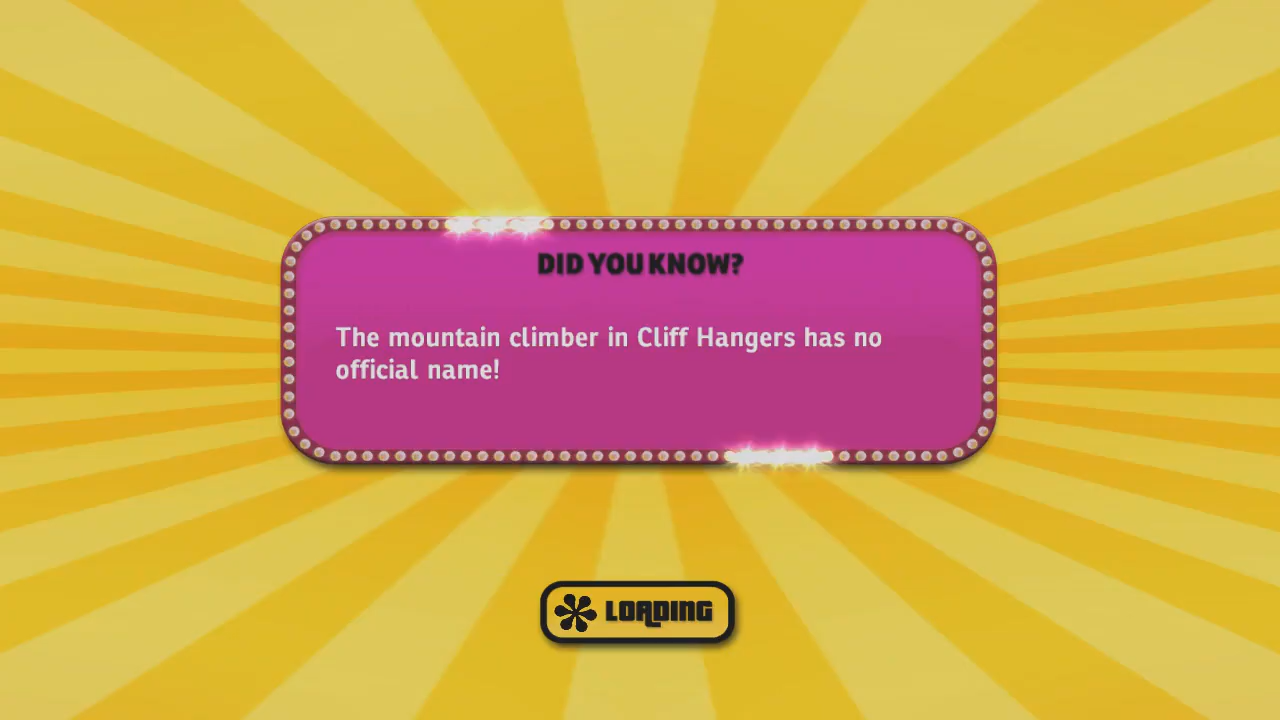 DID YOU KNOW?
The mountain climber in Cliff Hangers has no
official name!
LOADING